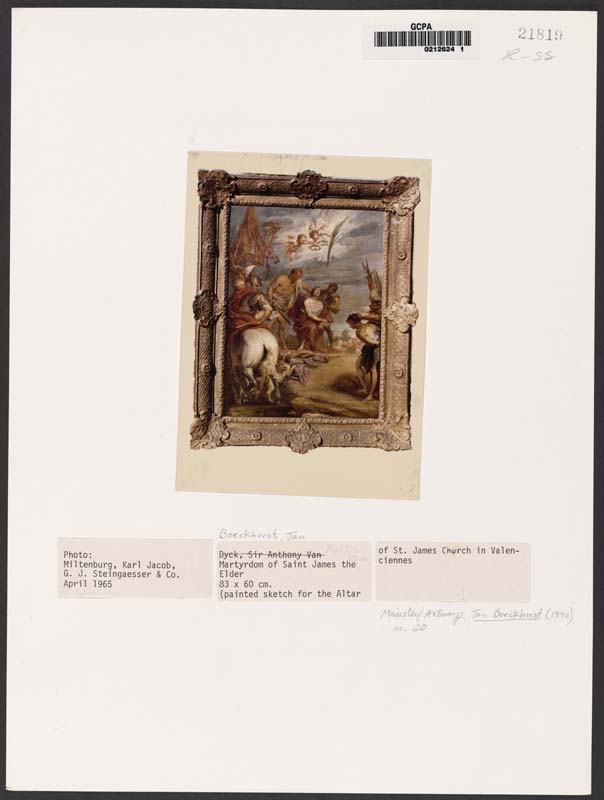 GCPA
0212624 1
21819
R-SS
Photo:
Miltenburg, Karl Jacob,
G. J. Steingaesser & Co.
April 1965
Boeckhorst, Jan
Dyck, Sir Anthony Van
Martyrdom of Saint James the
Elder
83 x 60 cm.
(painted sketch for the Altar
of St. James Church in Valen-
ciennes
Münster/Antwerp, Jan Boeckhorst (1990)
no. 20